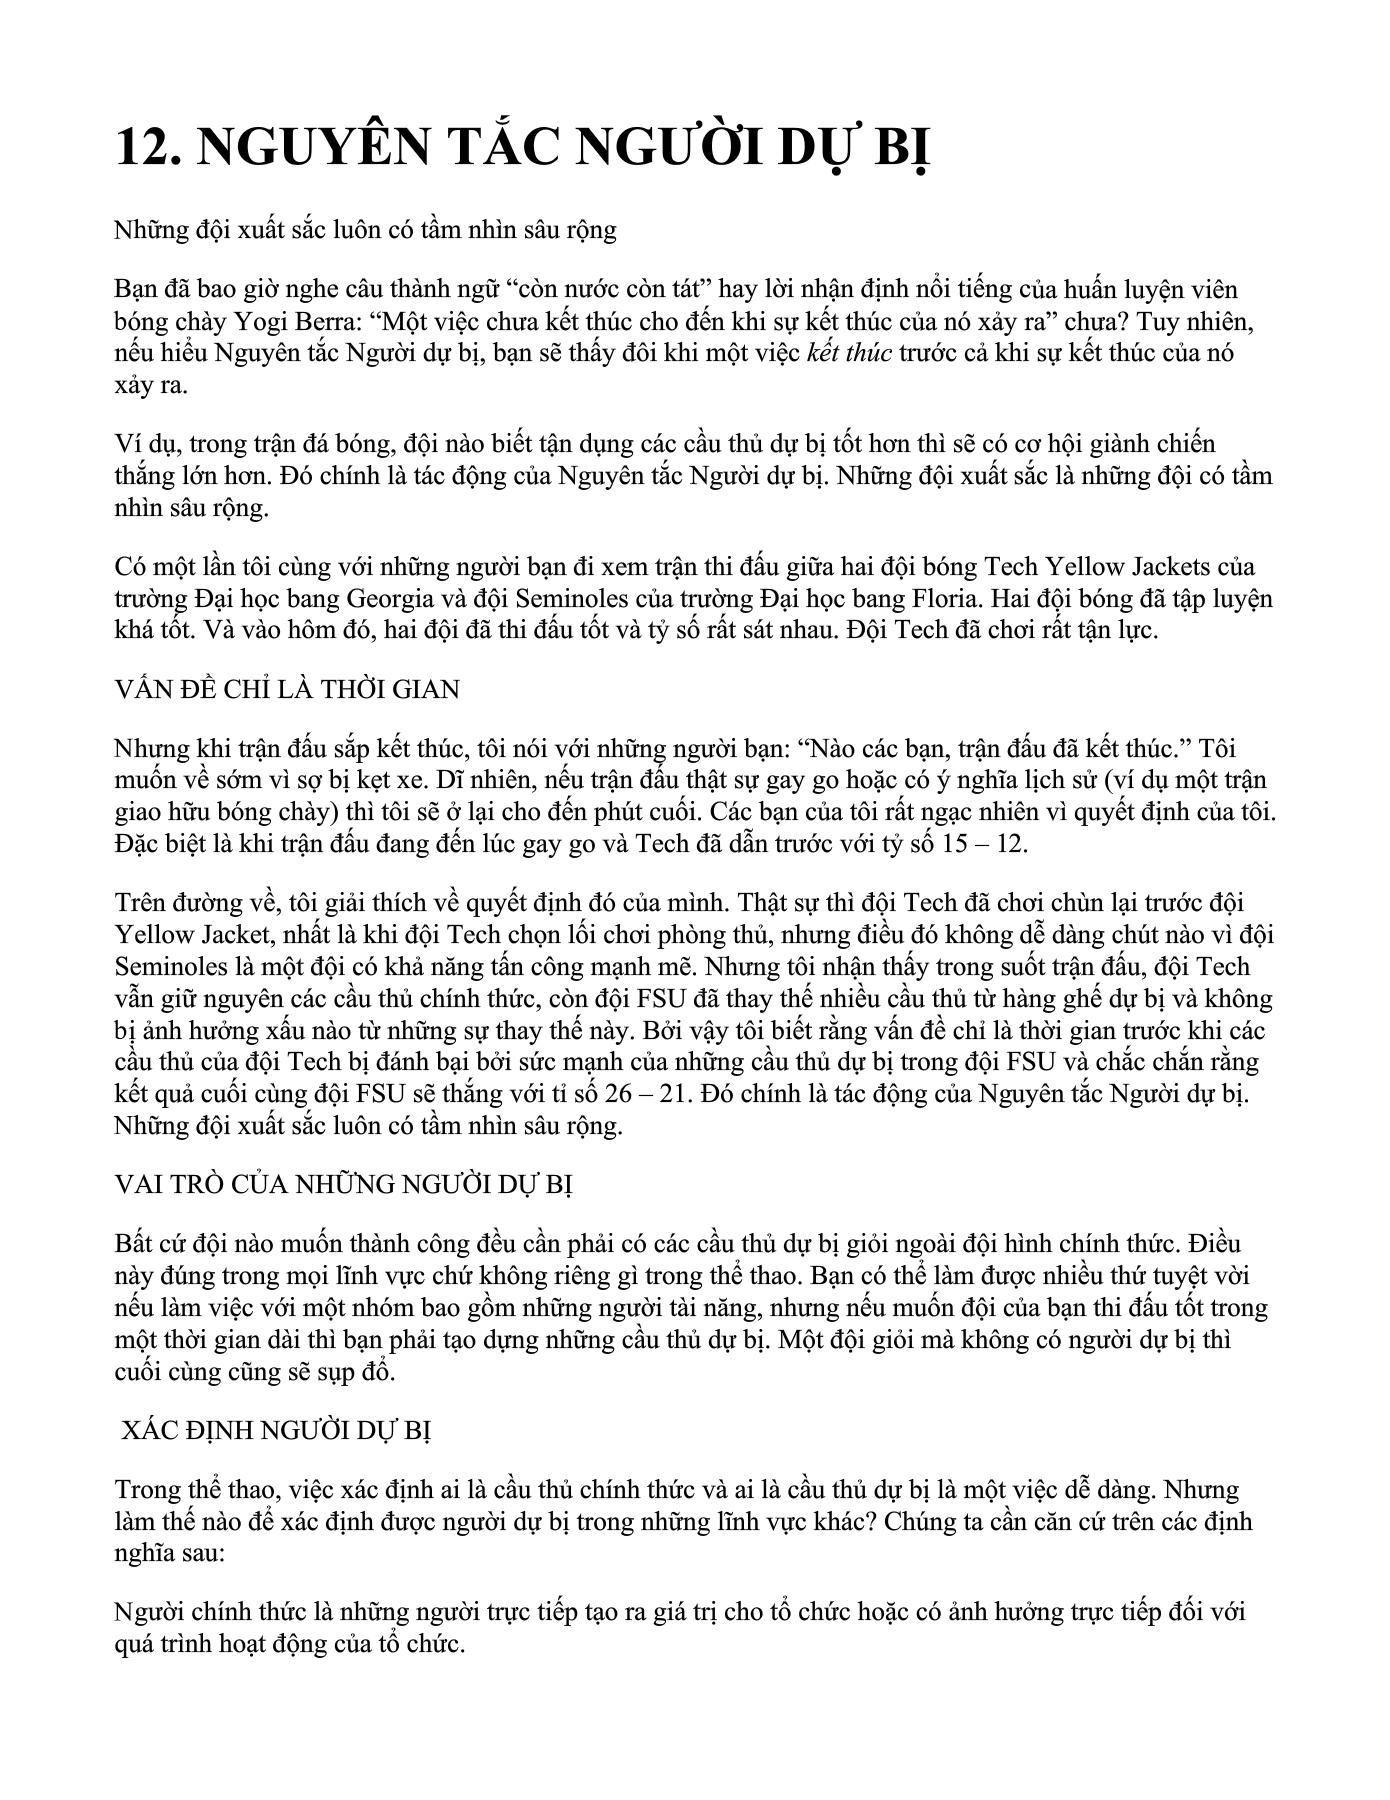 12. NGUYÊN TẮC NGƯỜI DỰ BỊ
Những đội xuất sắc luôn có tầm nhìn sâu rộng
Bạn đã bao giờ nghe câu thành ngữ “còn nước còn tát” hay lời nhận định nổi tiếng của huấn luyện viên
bóng chày Yogi Berra: “Một việc chưa kết thúc cho đến khi sự kết thúc của nó xảy ra” chưa? Tuy nhiên,
nếu hiểu Nguyên tắc Người dự bị, bạn sẽ thấy đôi khi một việc kết thúc trước cả khi sự kết thúc của nó
xảy ra.
Ví dụ, trong trận đá bóng, đội nào biết tận dụng các cầu thủ dự bị tốt hơn thì sẽ có cơ hội giành chiến
thắng lớn hơn. Đó chính là tác động của Nguyên tắc Người dự bị. Những đội xuất sắc là những đội có tầm
nhìn sâu rộng.
Có một lần tôi cùng với những người bạn đi xem trận thi đấu giữa hai đội bóng Tech Yellow Jackets của
trường Đại học bang Georgia và đội Seminoles của trường Đại học bang Floria. Hai đội bóng đã tập luyện
khá tốt. Và vào hôm đó, hai đội đã thi đấu tốt và tỷ số rất sát nhau. Đội Tech đã chơi rất tận lực.
VẤN ĐỀ CHỈ LÀ THỜI GIAN
Nhưng khi trận đấu sắp kết thúc, tôi nói với những người bạn: “Nào các bạn, trận đấu đã kết thúc.” Tôi
muốn về sớm vì sợ bị kẹt xe. Dĩ nhiên, nếu trận đấu thật sự gay go hoặc có ý nghĩa lịch sử (ví dụ một trận
giao hữu bóng chày) thì tôi sẽ ở lại cho đến phút cuối. Các bạn của tôi rất ngạc nhiên vì quyết định của tôi.
Đặc biệt là khi trận đấu đang đến lúc gay go và Tech đã dẫn trước với tỷ số 15 – 12.
Trên đường về, tôi giải thích về quyết định đó của mình. Thật sự thì đội Tech đã chơi chùn lại trước đội
Yellow Jacket, nhất là khi đội Tech chọn lối chơi phòng thủ, nhưng điều đó không dễ dàng chút nào vì đội
Seminoles là một đội có khả năng tấn công mạnh mẽ. Nhưng tôi nhận thấy trong suốt trận đấu, đội Tech
vẫn giữ nguyên các cầu thủ chính thức, còn đội FSU đã thay thế nhiều cầu thủ từ hàng ghế dự bị và không
bị ảnh hưởng xấu nào từ những sự thay thế này. Bởi vậy tôi biết rằng vấn đề chỉ là thời gian trước khi các
cầu thủ của đội Tech bị đánh bại bởi sức mạnh của những cầu thủ dự bị trong đội FSU và chắc chắn rằng
kết quả cuối cùng đội FSU sẽ thắng với tỉ số 26 – 21. Đó chính là tác động của Nguyên tắc Người dự bị.
Những đội xuất sắc luôn có tầm nhìn sâu rộng.
VAI TRÒ CỦA NHỮNG NGƯỜI DỰ BỊ
Bất cứ đội nào muốn thành công đều cần phải có các cầu thủ dự bị giỏi ngoài đội hình chính thức. Điều
này đúng trong mọi lĩnh vực chứ không riêng gì trong thể thao. Bạn có thể làm được nhiều thứ tuyệt vời
nếu làm việc với một nhóm bao gồm những người tài năng, nhưng nếu muốn đội của bạn thi đấu tốt trong
một thời gian dài thì bạn phải tạo dựng những cầu thủ dự bị. Một đội giỏi mà không có người dự bị thì
cuối cùng cũng sẽ sụp đổ.
XÁC ĐỊNH NGƯỜI DỰ BỊ
Trong thể thao, việc xác định ai là cầu thủ chính thức và ai là cầu thủ dự bị là một việc dễ dàng. Nhưng
làm thế nào để xác định được người dự bị trong những lĩnh vực khác? Chúng ta cần căn cứ trên các định
nghĩa sau:
Người chính thức là những người trực tiếp tạo ra giá trị cho tổ chức hoặc có ảnh hưởng trực tiếp đối với
quá trình hoạt động của tổ chức.